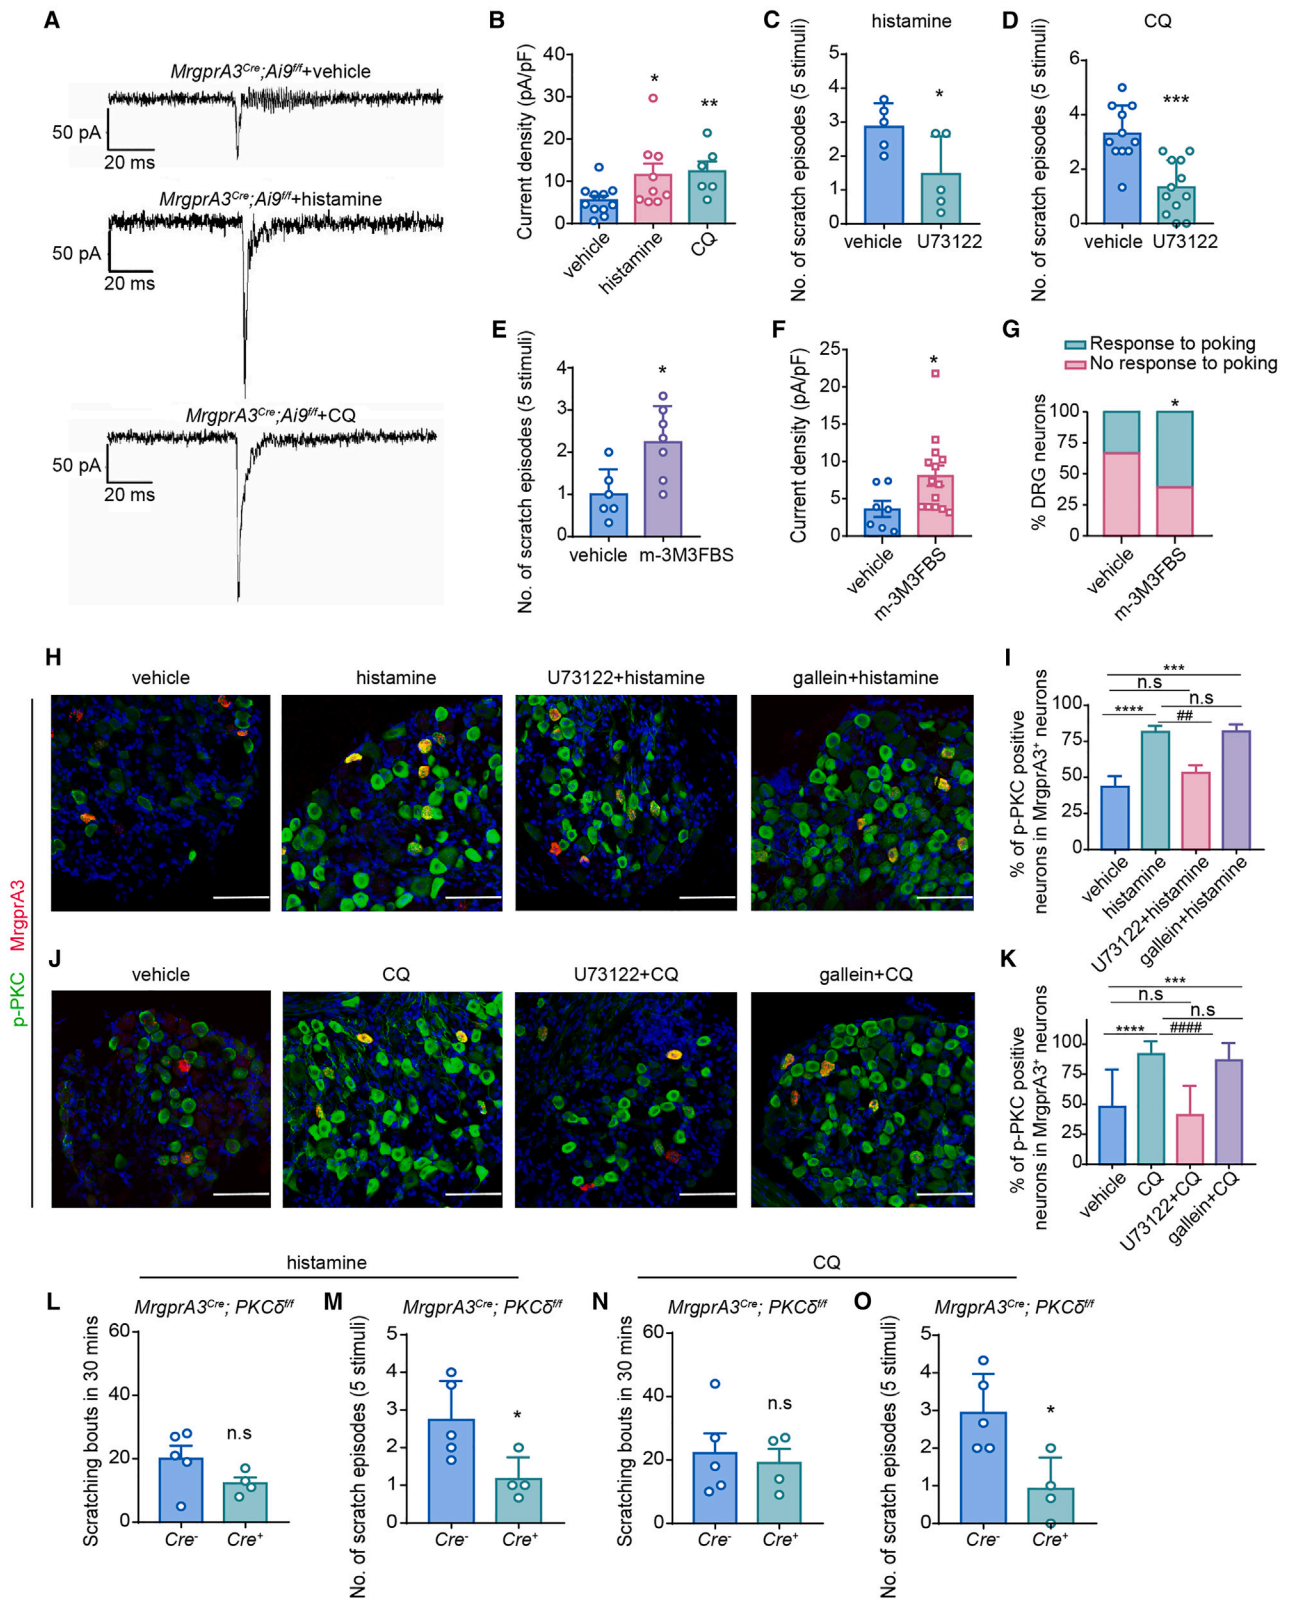 A
MrgprA3Cre;Ai9f/f+vehicle
50 pA
20 ms
MrgprA3Cre;Ai9f/f+histamine
50 pA
20 ms
MrgprA3Cre;Ai9f/f+CQ
50 pA
20 ms
B
Current density (pA/pF)
40
30
20
10
0
*
**
vehicle
histamine
CQ
C
histamine
No. of scratch episodes (5 stimuli)
5
4
3
2
1
0
*
vehicle
U73122
D
CQ
No. of scratch episodes (5 stimuli)
6
4
2
0
***
vehicle
U73122
E
No. of scratch episodes (5 stimuli)
4
3
2
1
0
*
vehicle
m-3M3FBS
F
Current density (pA/pF)
25
20
15
10
5
0
*
vehicle
m-3M3FBS
G
Response to poking
No response to poking
% DRG neurons
100
75
50
25
0
*
vehicle
m-3M3FBS
H
vehicle
histamine
U73122+histamine
gallein+histamine
p-PKC MrgprA3
I
% of p-PKC positive
neurons in MrgprA3+ neurons
100
75
50
25
0
***
n.s
n.s
****
##
vehicle
histamine
U73122+histamine
gallein+histamine
J
vehicle
CQ
U73122+CQ
gallein+CQ
K
% of p-PKC positive
neurons in MrgprA3+ neurons
100
75
50
25
0
***
n.s
n.s
****
####
vehicle
CQ
U73122+CQ
gallein+CQ
histamine
L
MrgprA3Cre; PKCδf/f
Scratching bouts in 30 mins
60
40
20
0
n.s
Cre-
Cre+
M
MrgprA3Cre; PKCδf/f
No. of scratch episodes (5 stimuli)
5
4
3
2
1
0
*
Cre-
Cre+
CQ
N
MrgprA3Cre; PKCδf/f
Scratching bouts in 30 mins
60
40
20
0
n.s
Cre-
Cre+
O
MrgprA3Cre; PKCδf/f
No. of scratch episodes (5 stimuli)
5
4
3
2
1
0
*
Cre-
Cre+